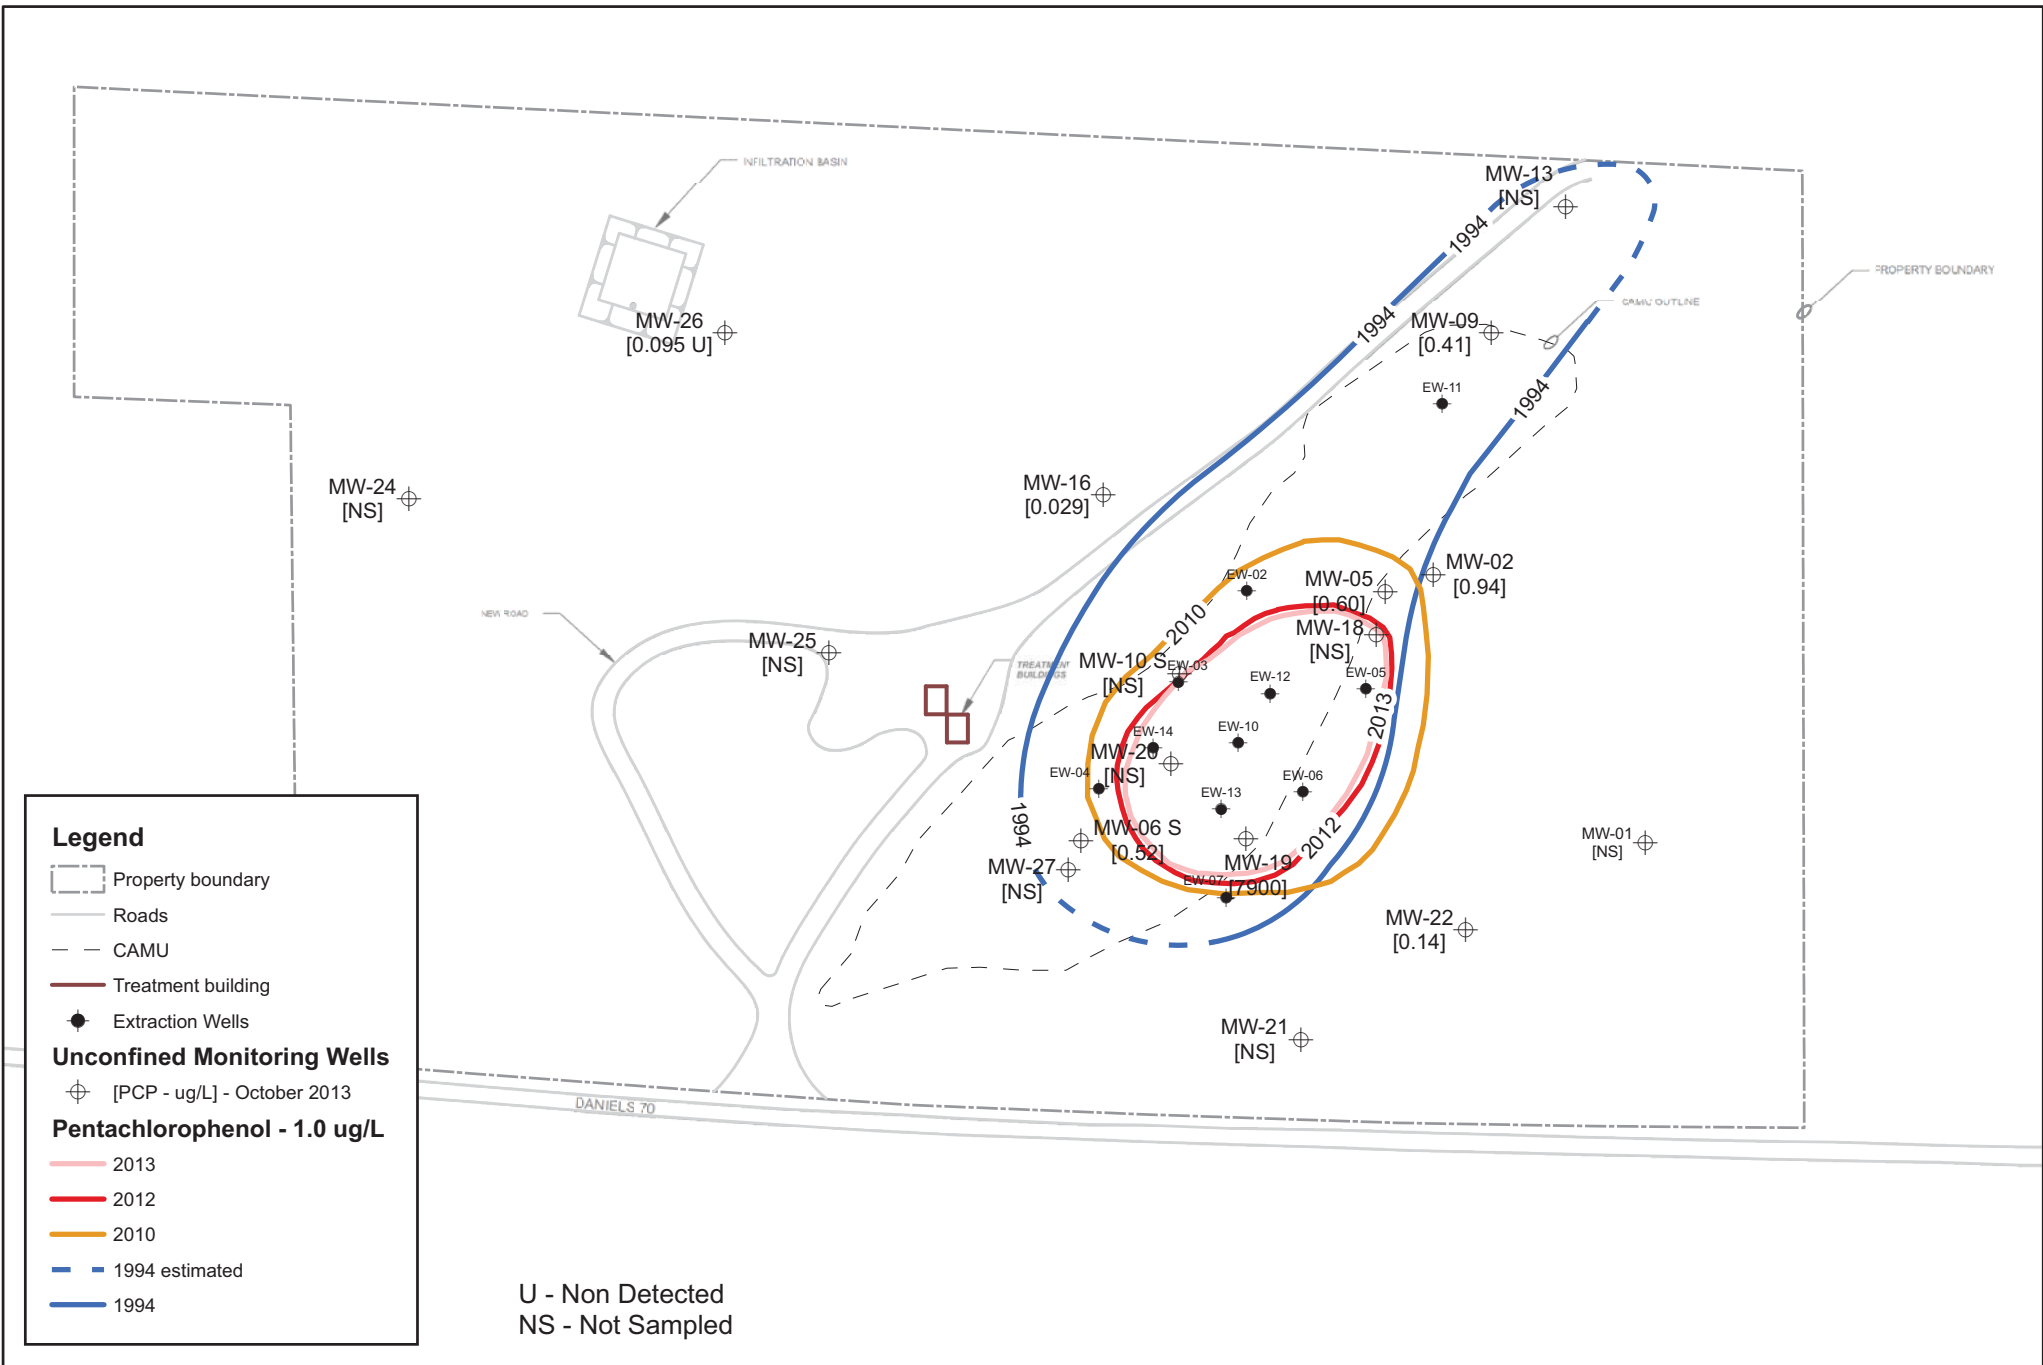 INFILTRATION BASIN
MW-13
[NS]
1994
PROPERTY BOUNDARY
CAMU OUTLINE
MW-26
[0.095 U]
1994
MW-09
[0.41]
EW-11
1994
MW-24
[NS]
MW-16
[0.029]
MW-02
[0.94]
EW-02
MW-05
[0.60]
NEW ROAD
2010
MW-18
[NS]
MW-25
[NS]
TREATMENT
BUILDINGS
MW-10 S
[NS]
EW-03
EW-12
EW-05
2013
EW-14
EW-10
MW-20
[NS]
EW-04
EW-06
EW-13
1994
MW-06 S
[0.52]
2012
MW-01
[NS]
MW-27
[NS]
MW-19
[7900]
EW-07
MW-22
[0.14]
MW-21
[NS]
DANIELS 70
Legend
Property boundary
Roads
CAMU
Treatment building
Extraction Wells
Unconfined Monitoring Wells
[PCP - ug/L] - October 2013
Pentachlorophenol - 1.0 ug/L
2013
2012
2010
1994 estimated
1994
U - Non Detected
NS - Not Sampled